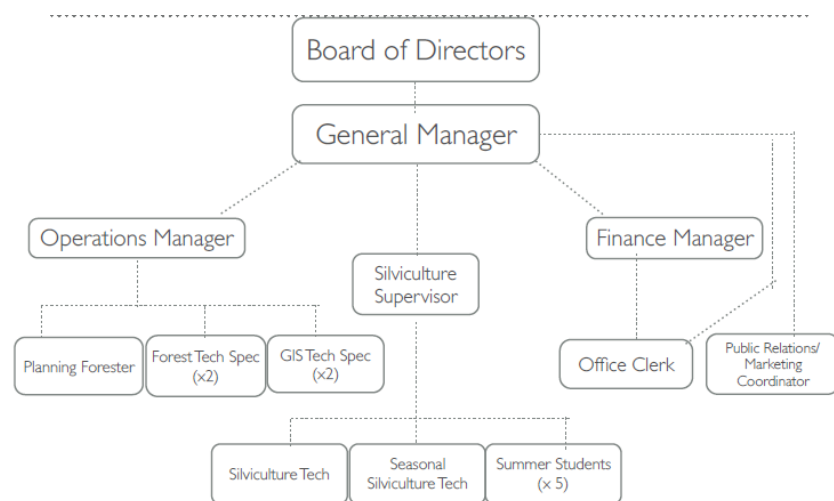 Board of Directors
General Manager
Operations Manager
Finance Manager
Silviculture
Supervisor
Planning Forester
Forest Tech Spec
(x2)
GIS Tech Spec
(x2)
Office Clerk
Public Relations/
Marketing
Coordinator
Silviculture Tech
Seasonal
Silviculture Tech
Summer Students
(x 5)